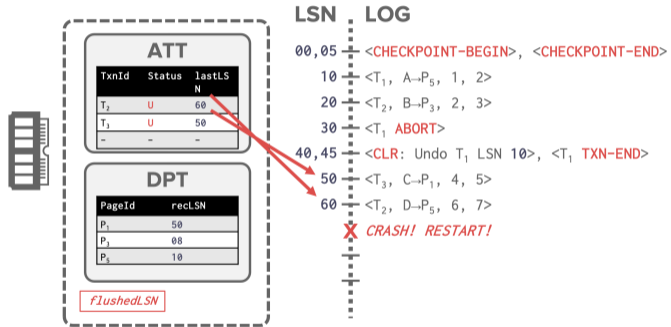 LSN LOG
ATT
TxnId Status lastLS
N
T₂ U 60
T₃ U 50
- - -
DPT
PageId recLSN
P₁ 50
P₃ 08
P₅ 10
flushedLSN
00,05 <CHECKPOINT-BEGIN>, <CHECKPOINT-END>
10 <T₁, A→P₅, 1, 2>
20 <T₂, B→P₃, 2, 3>
30 <T₁ ABORT>
40,45 <CLR: Undo T₁ LSN 10>, <T₁ TXN-END>
50 <T₃, C→P₁, 4, 5>
60 <T₂, D→P₅, 6, 7>
X CRASH! RESTART!